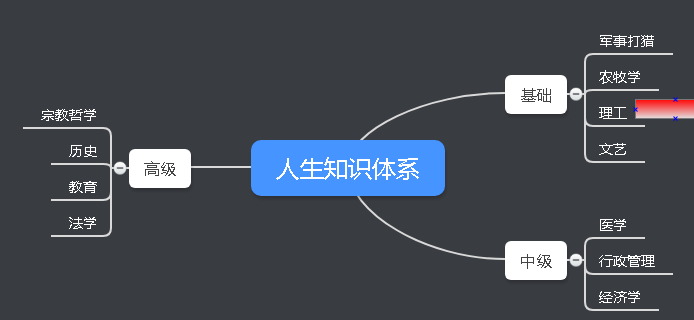 人生知识体系
基础
军事打猎
农牧学
理工
文艺
中级
医学
行政管理
经济学
高级
宗教哲学
历史
教育
法学